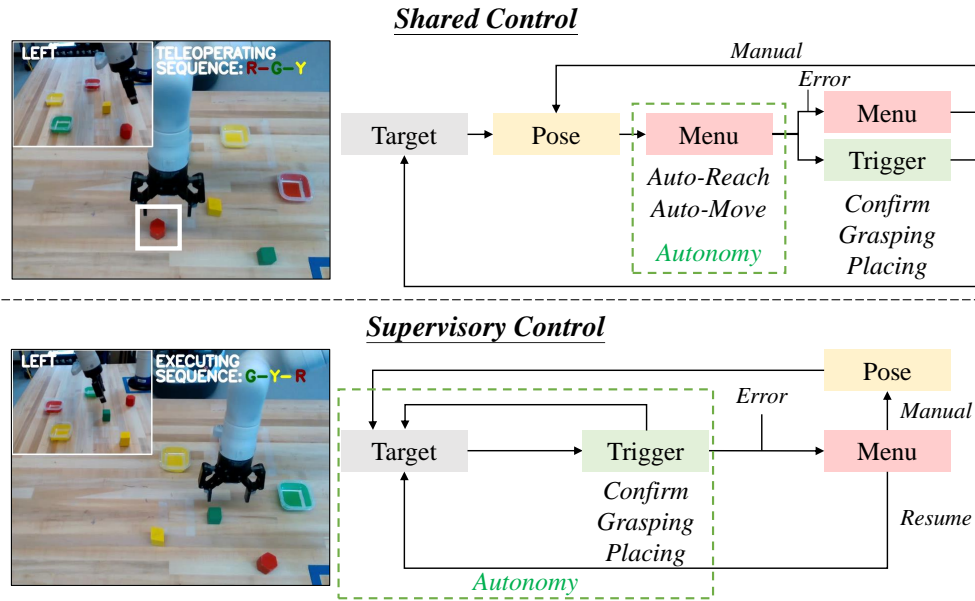 Shared Control
LEFT
TELEOPERATING
SEQUENCE: R-G-Y
Manual
Error
Target
Pose
Menu
Menu
Trigger
Auto-Reach
Auto-Move
Autonomy
Confirm
Grasping
Placing
Supervisory Control
LEFT
EXECUTING
SEQUENCE: G-Y-R
Pose
Error
Manual
Target
Trigger
Menu
Confirm
Grasping
Placing
Resume
Autonomy